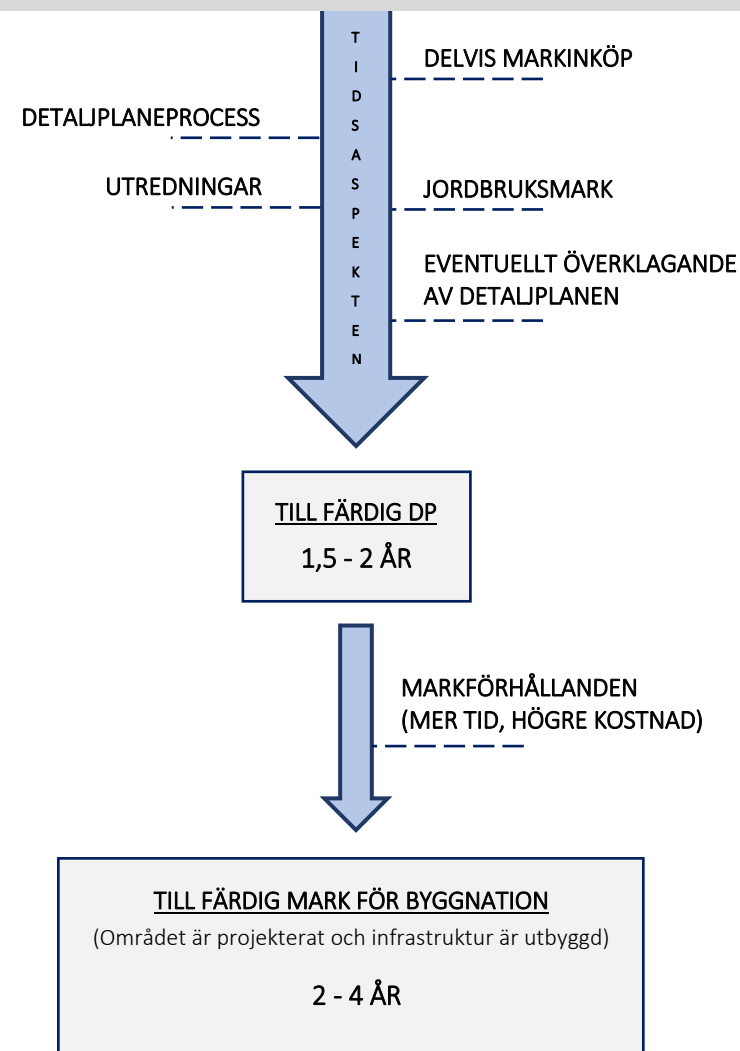 TIDSASPEKTEN
DELVIS MARKINKÖP
DETALJPLANEPROCESS
UTREDNINGAR
JORDBRUKSMARK
EVENTUELLT ÖVERKLAGANDE
AV DETALJPLANEN
TILL FÄRDIG DP
1,5 - 2 ÅR
MARKFÖRHÅLLANDEN
(MER TID, HÖGRE KOSTNAD)
TILL FÄRDIG MARK FÖR BYGGNATION
(Området är projekterat och infrastruktur är utbyggd)
2 - 4 ÅR